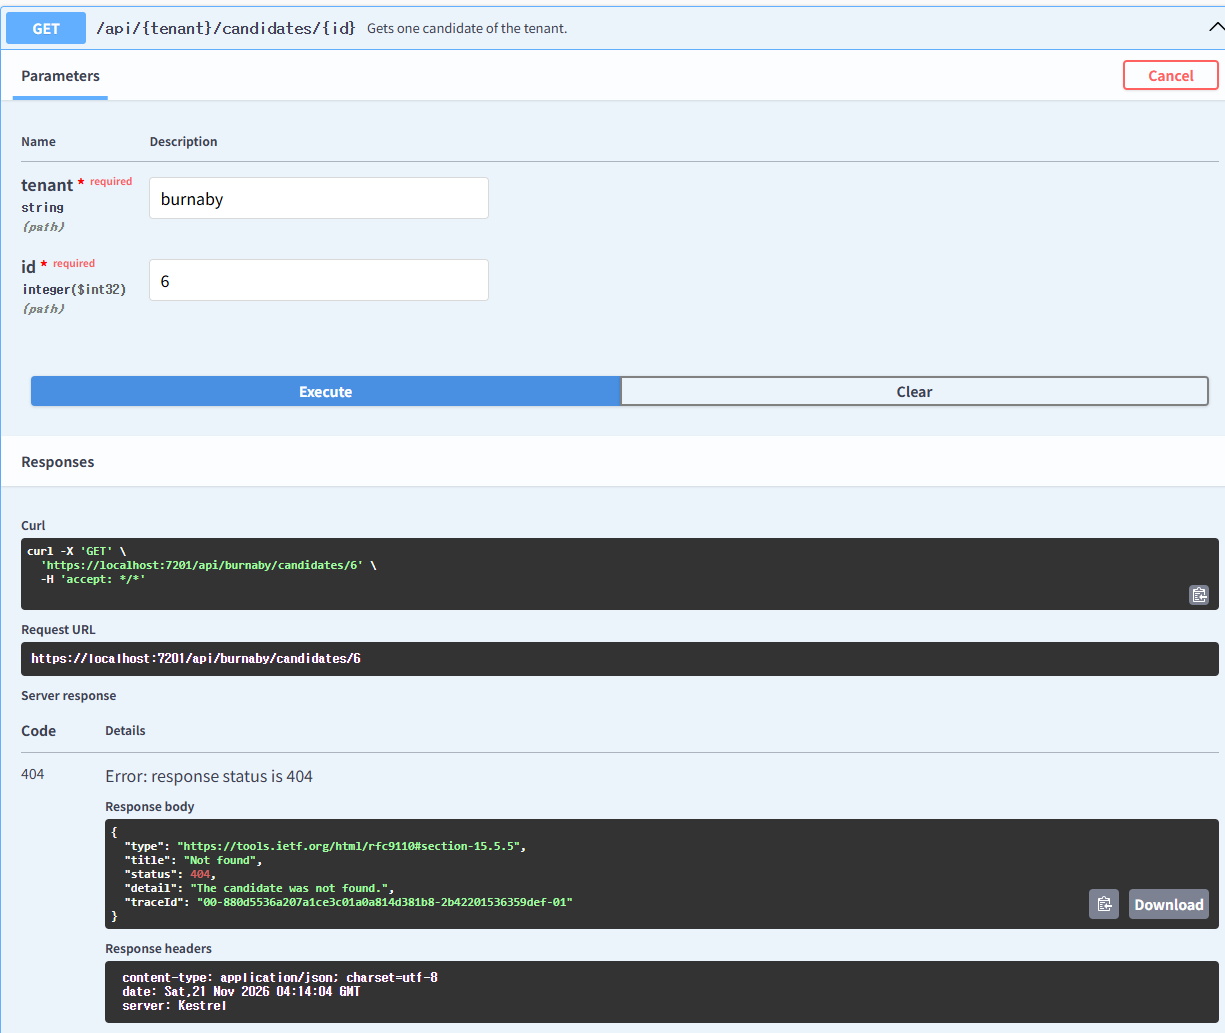 GET /api/{tenant}/candidates/{id} Gets one candidate of the tenant.
Parameters
Cancel
Name Description
tenant * required
string
(path)
burnaby
id * required
integer($int32)
(path)
6
Execute
Clear
Responses
Curl
curl -X 'GET' \
'https://localhost:7201/api/burnaby/candidates/6' \
-H 'accept: */*'
Request URL
https://localhost:7201/api/burnaby/candidates/6
Server response
Code Details
404 Error: response status is 404
Response body
{
"type": "https://tools.ietf.org/html/rfc9110#section-15.5.5",
"title": "Not found",
"status": 404,
"detail": "The candidate was not found.",
"traceId": "00-880d5536a207a1ce3c01a0a814d381b8-2b42201536359def-01"
}
Download
Response headers
content-type: application/json; charset=utf-8
date: Sat,21 Nov 2026 04:14:04 GMT
server: Kestrel